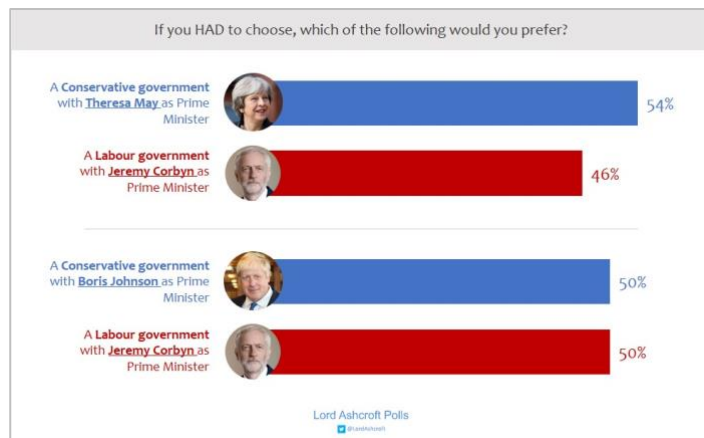 If you HAD to choose, which of the following would you prefer?
A Conservative government
with Theresa May as Prime
Minister
54%
A Labour government
with Jeremy Corbyn as
Prime Minister
46%
A Conservative government
with Boris Johnson as Prime
Minister
50%
A Labour government
with Jeremy Corbyn as
Prime Minister
50%
Lord Ashcroft Polls
@LordAshcroft